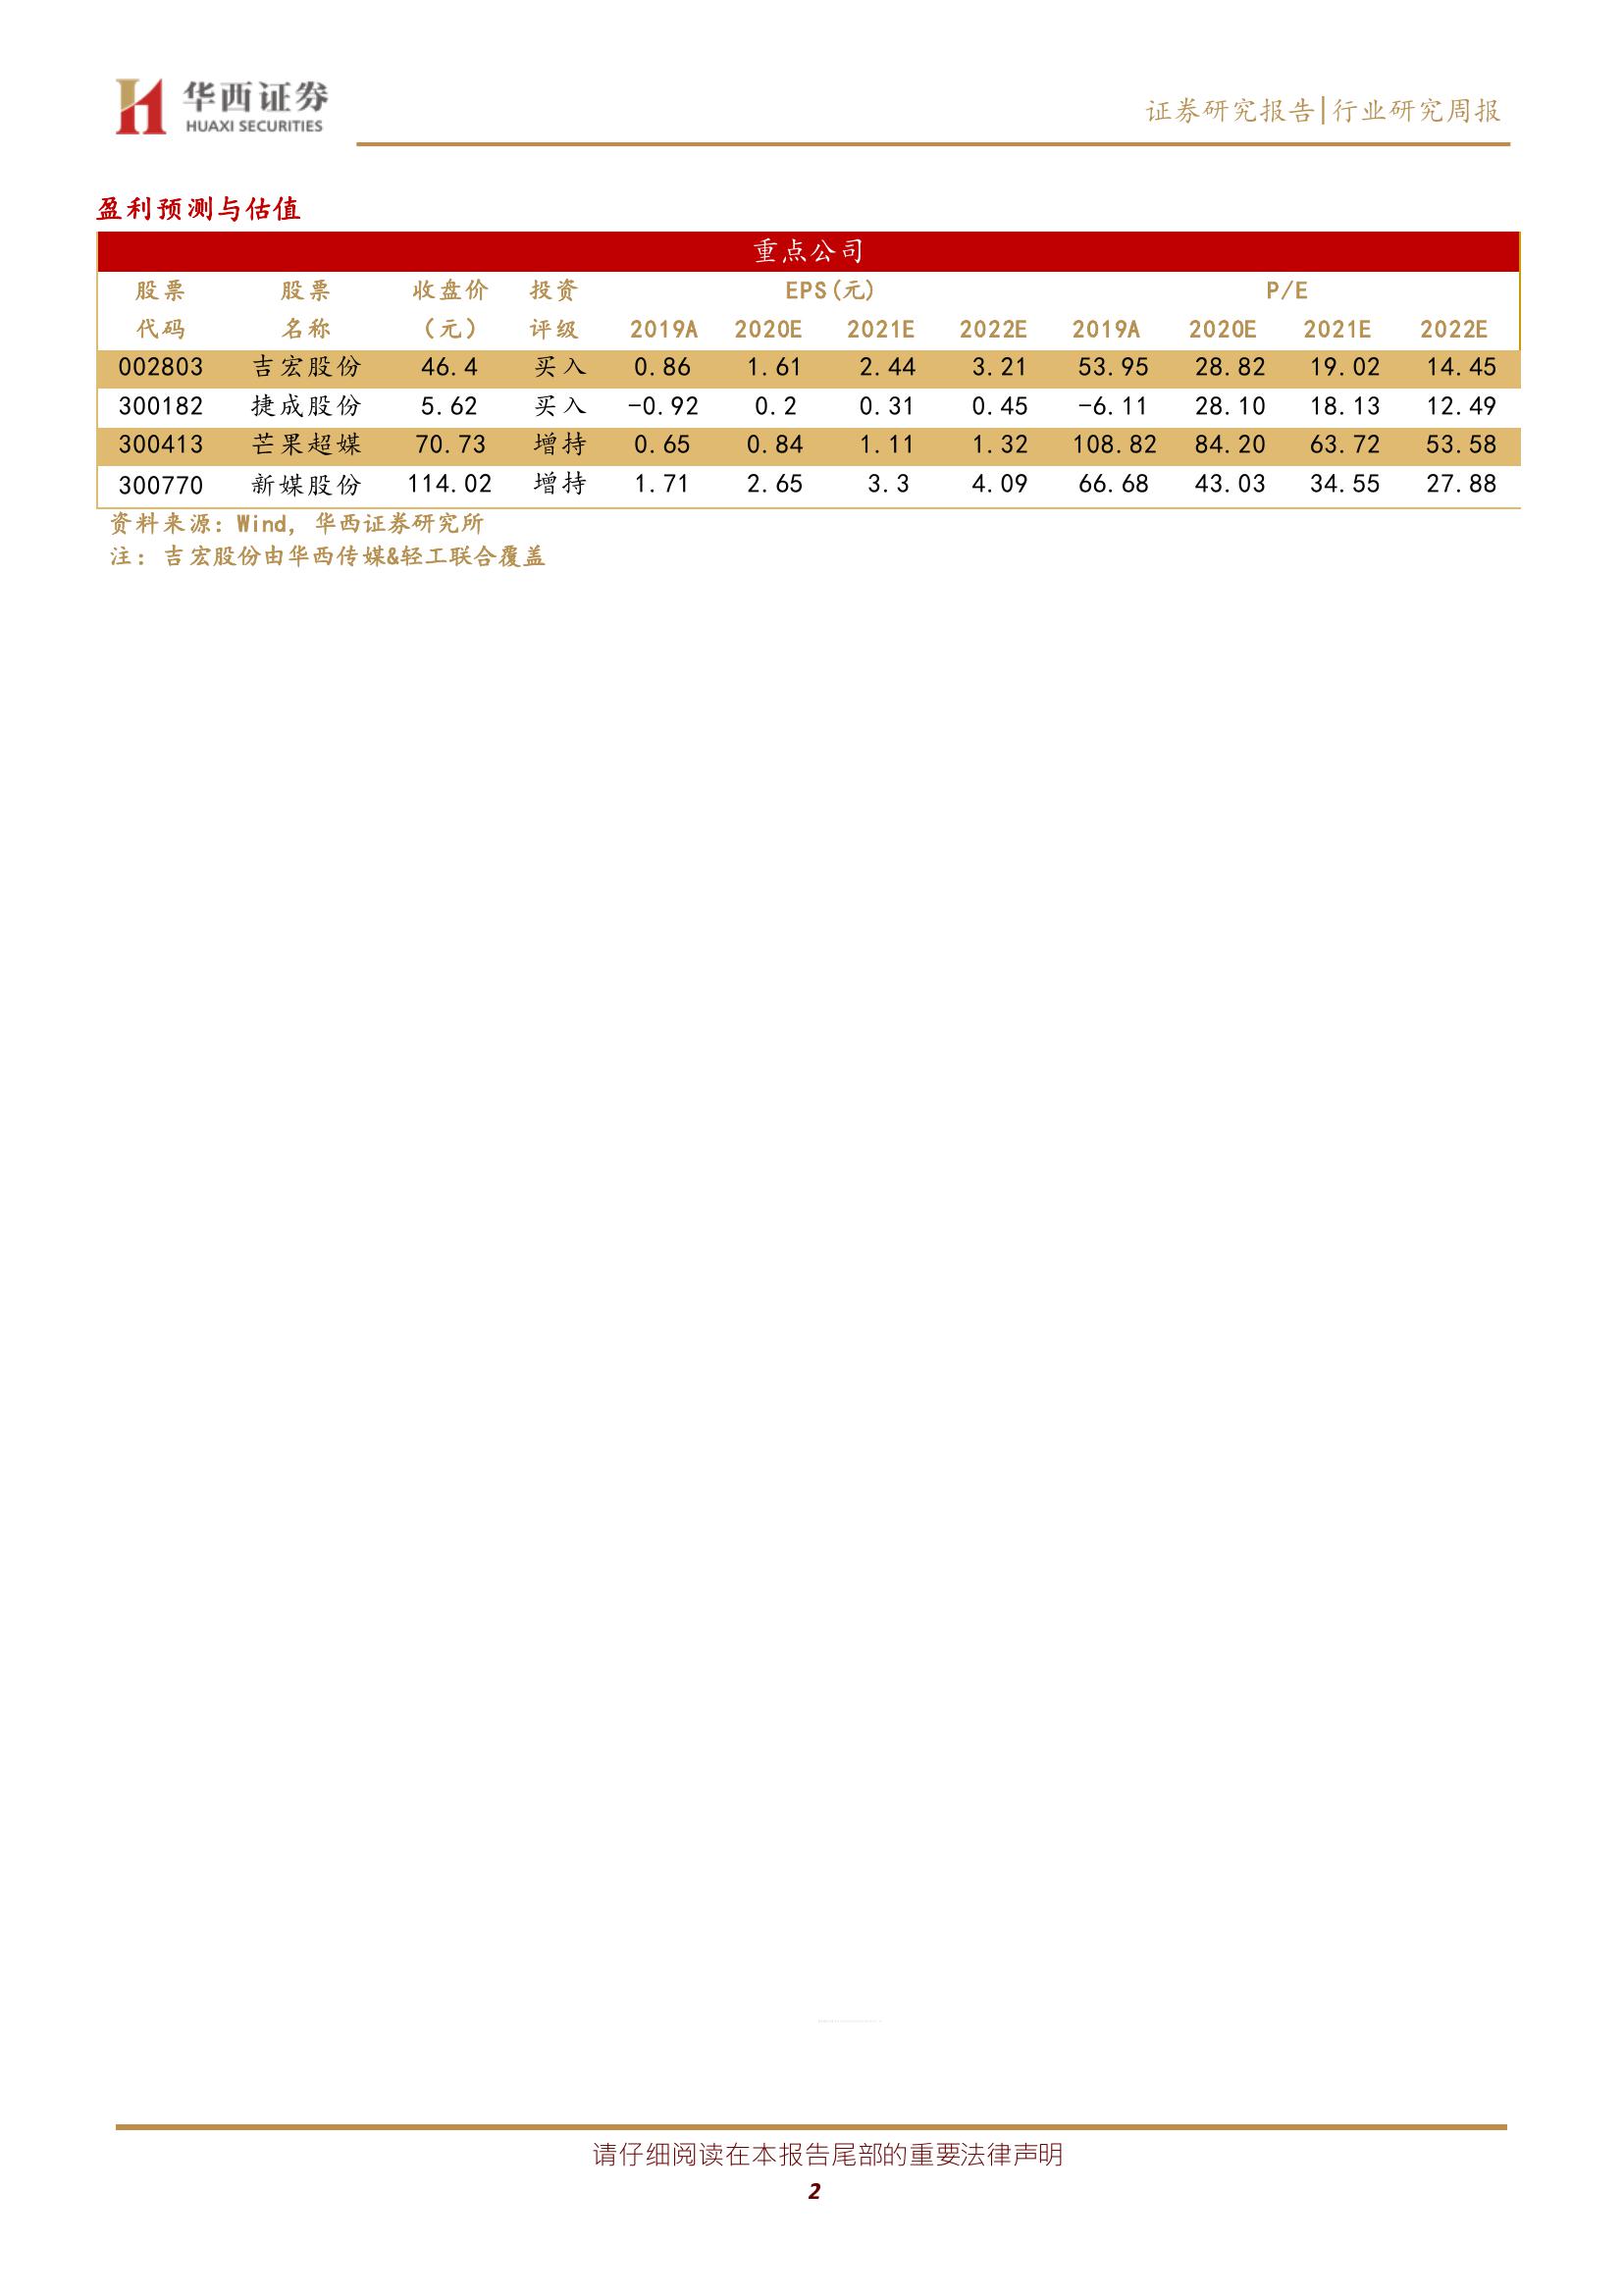 华西证券
HUAXI SECURITIES
证券研究报告|行业研究周报
盈利预测与估值
重点公司
股票 股票 收盘价 投资 EPS(元) P/E
代码 名称 （元） 评级 2019A 2020E 2021E 2022E 2019A 2020E 2021E 2022E
002803 吉宏股份 46.4 买入 0.86 1.61 2.44 3.21 53.95 28.82 19.02 14.45
300182 捷成股份 5.62 买入 -0.92 0.2 0.31 0.45 -6.11 28.10 18.13 12.49
300413 芒果超媒 70.73 增持 0.65 0.84 1.11 1.32 108.82 84.20 63.72 53.58
300770 新媒股份 114.02 增持 1.71 2.65 3.3 4.09 66.68 43.03 34.55 27.88
资料来源：Wind，华西证券研究所
注：吉宏股份由华西传媒&轻工联合覆盖
请仔细阅读在本报告尾部的重要法律声明
2